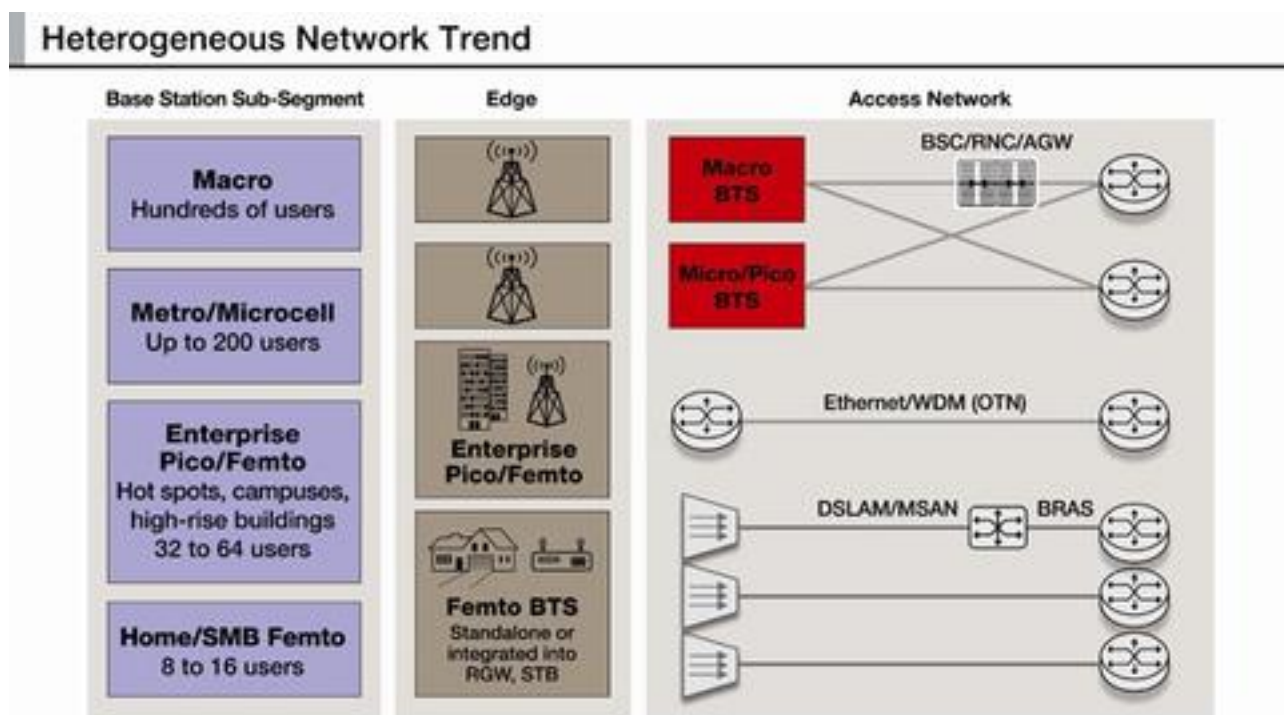 Heterogeneous Network Trend
Base Station Sub-Segment
Macro
Hundreds of users
Metro/Microcell
Up to 200 users
Enterprise
Pico/Femto
Hot spots, campuses,
high-rise buildings
32 to 64 users
Home/SMB Femto
8 to 16 users
Edge
Enterprise
Pico/Femto
Femto BTS
Standalone or
integrated into
RGW, STB
Access Network
BSC/RNC/AGW
Macro
BTS
Micro/Pico
BTS
Ethernet/WDM (OTN)
DSLAM/MSAN
BRAS